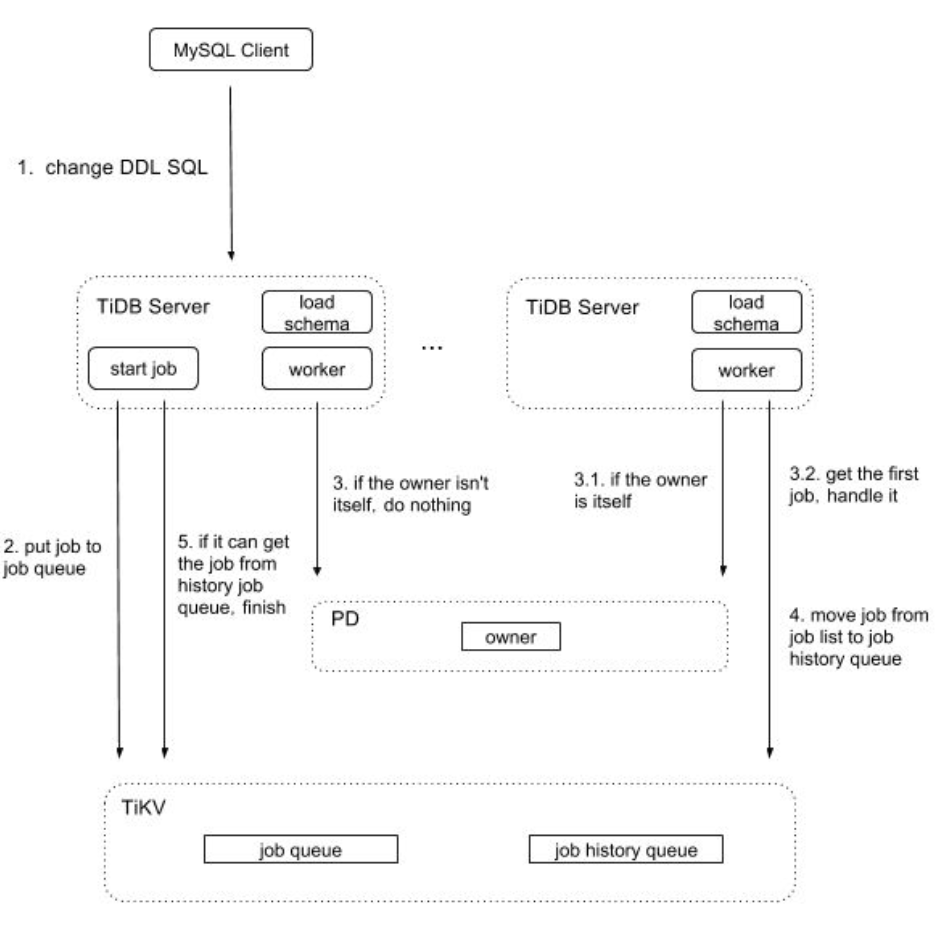 MySQL Client
1. change DDL SQL
TiDB Server
load
schema
start job
worker
...
TiDB Server
load
schema
worker
2. put job to
job queue
5. if it can get
the job from
history job
queue, finish
3. if the owner isn't
itself, do nothing
3.1. if the owner
is itself
3.2. get the first
job, handle it
4. move job from
job list to job
history queue
PD
owner
TiKV
job queue
job history queue